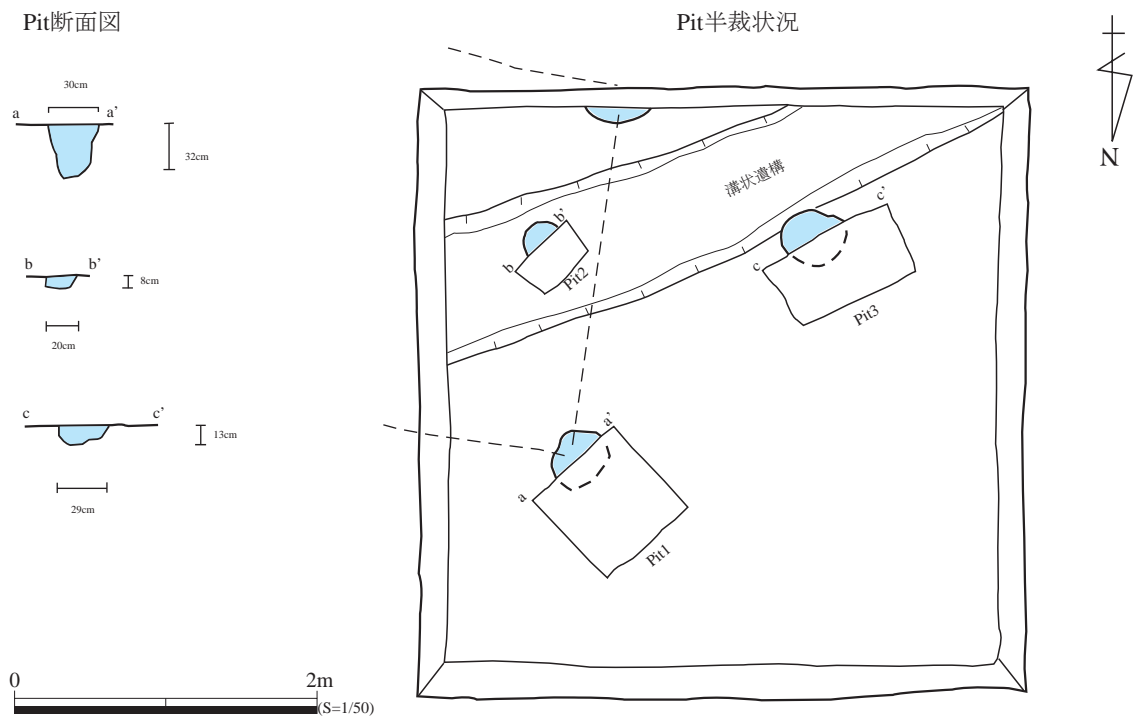 Pit断面図
30cm
a a’
32cm
b b’
8cm
20cm
c c’
13cm
29cm
0 2m
(S=1/50)
Pit半裁状況
N
溝状遺構
b b’
Pit2
c c’
Pit3
a a’
Pit1